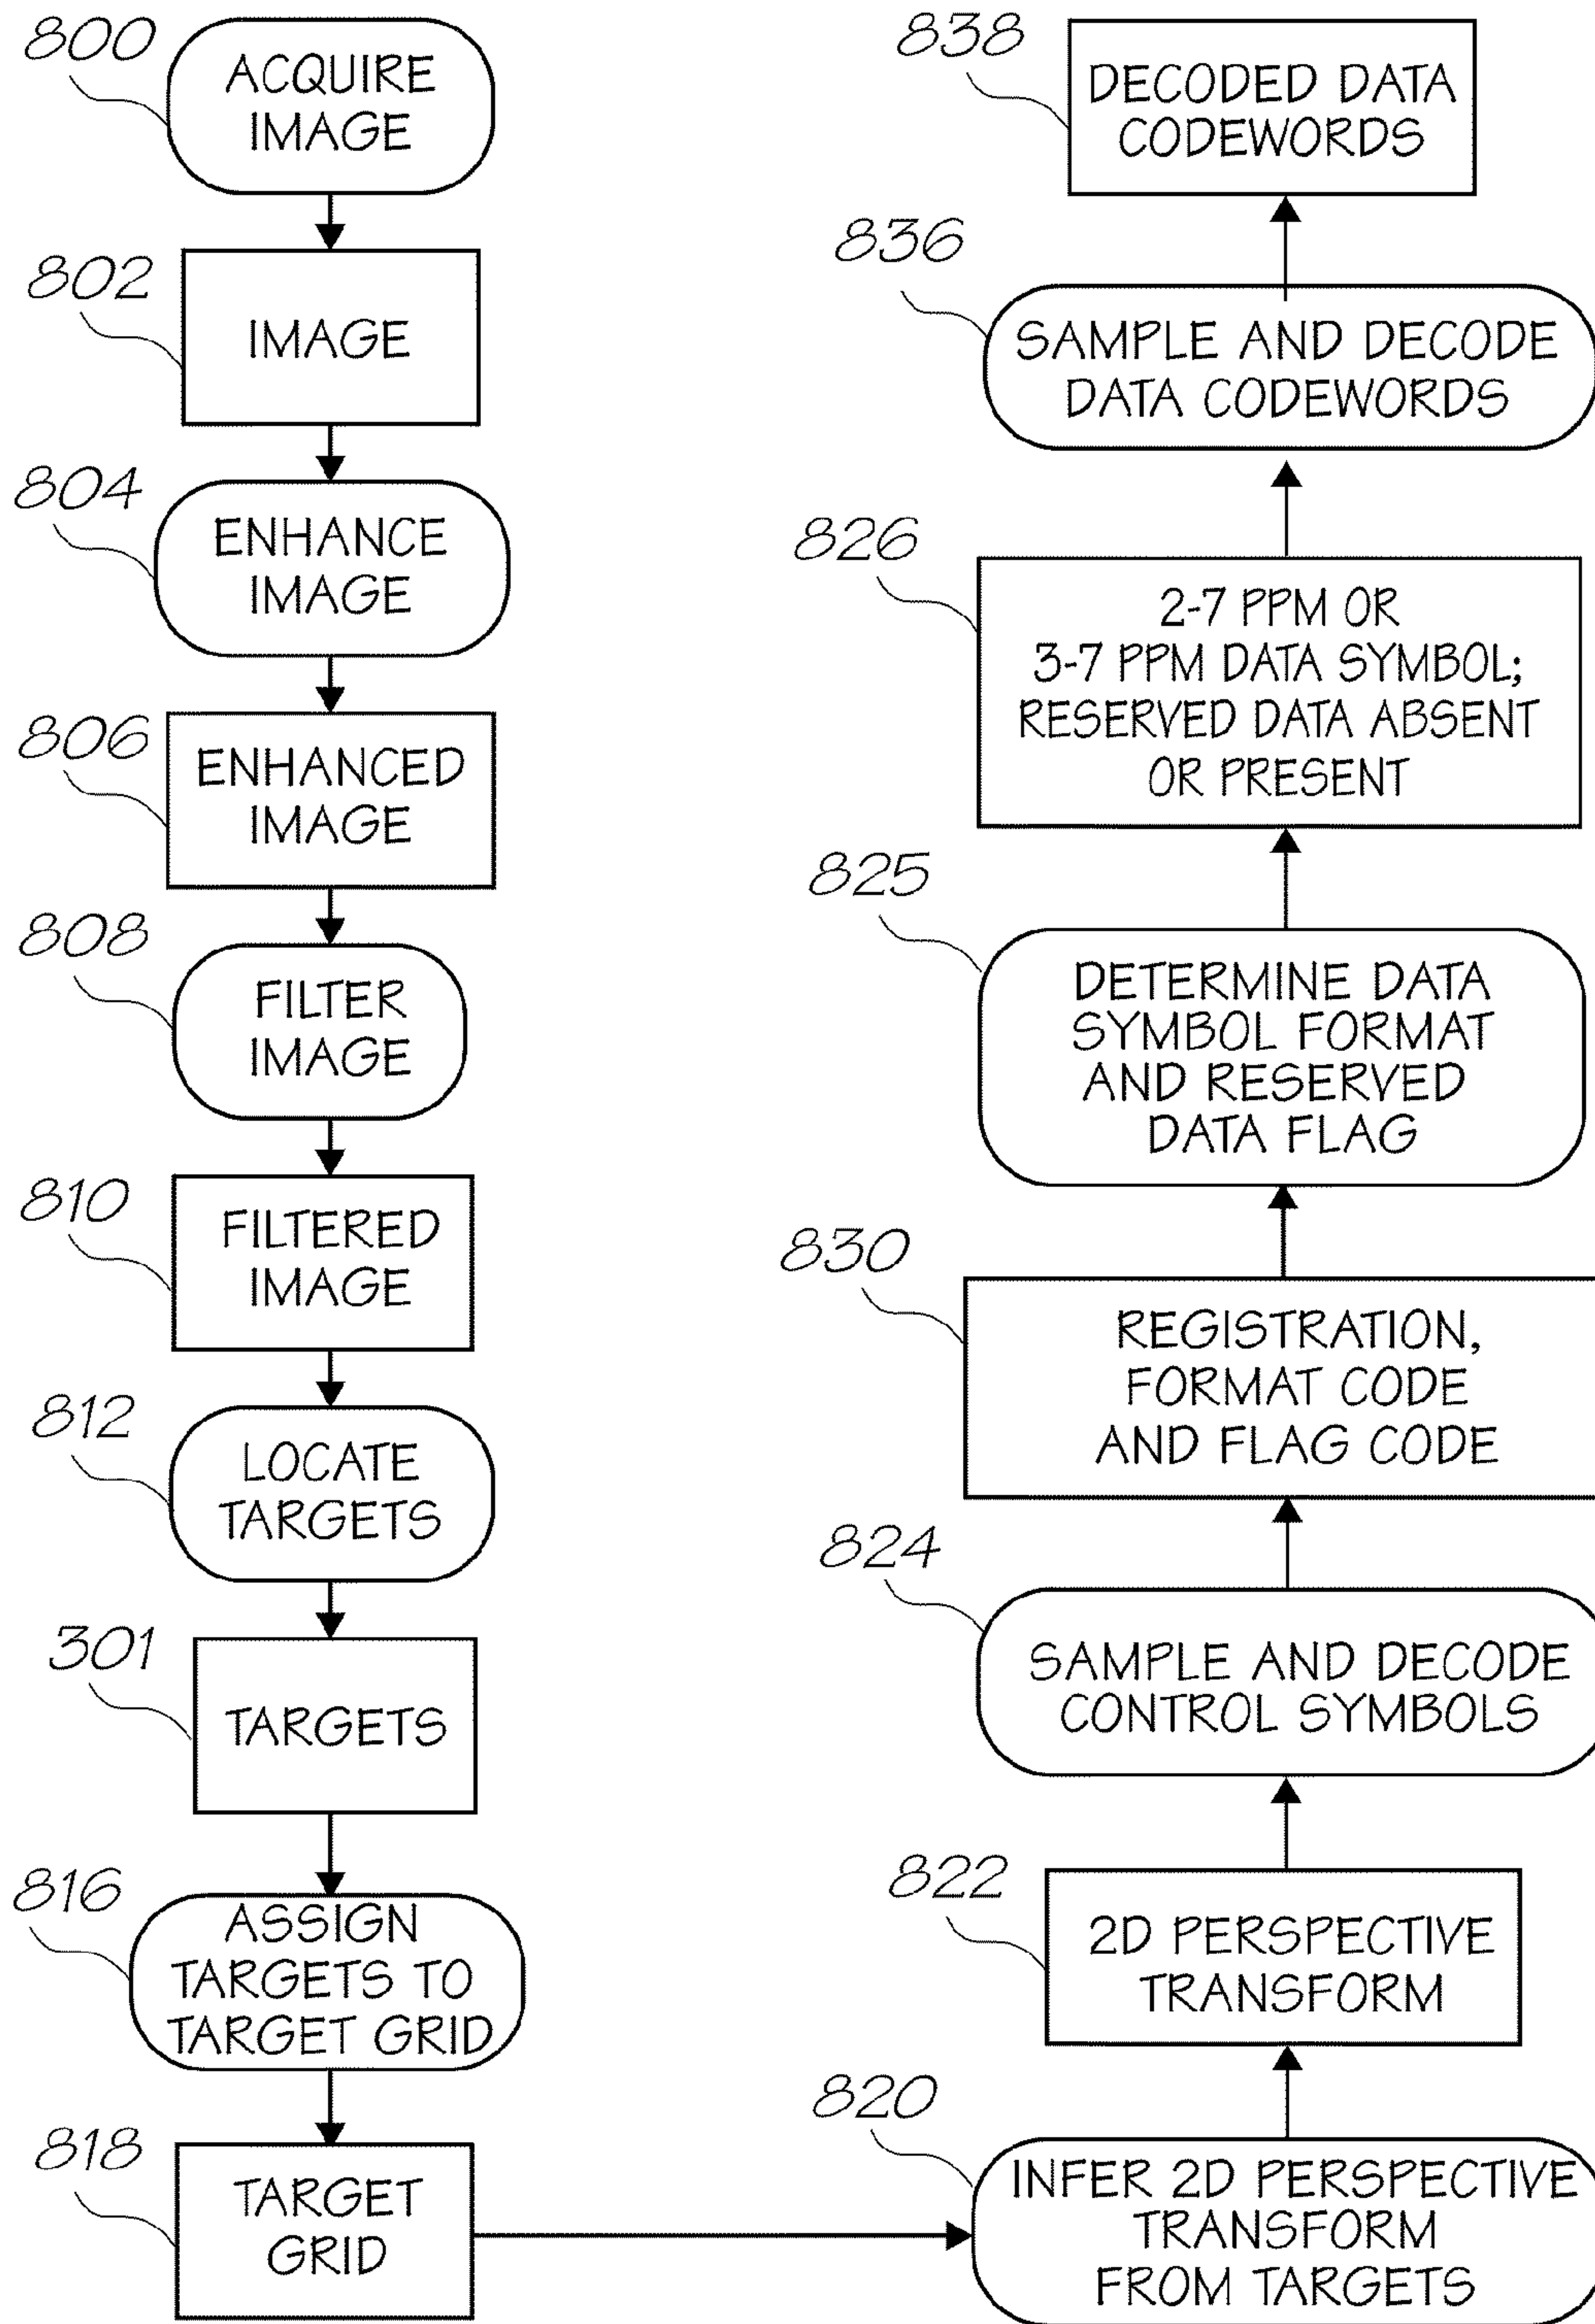 800
ACQUIRE
IMAGE
802
IMAGE
804
ENHANCE
IMAGE
806
ENHANCED
IMAGE
808
FILTER
IMAGE
810
FILTERED
IMAGE
812
LOCATE
TARGETS
301
TARGETS
816
ASSIGN
TARGETS TO
TARGET GRID
818
TARGET
GRID
820
INFER 2D PERSPECTIVE
TRANSFORM
FROM TARGETS
822
2D PERSPECTIVE
TRANSFORM
824
SAMPLE AND DECODE
CONTROL SYMBOLS
830
REGISTRATION,
FORMAT CODE
AND FLAG CODE
825
DETERMINE DATA
SYMBOL FORMAT
AND RESERVED
DATA FLAG
826
2-7 PPM OR
3-7 PPM DATA SYMBOL;
RESERVED DATA ABSENT
OR PRESENT
836
SAMPLE AND DECODE
DATA CODEWORDS
838
DECODED DATA
CODEWORDS